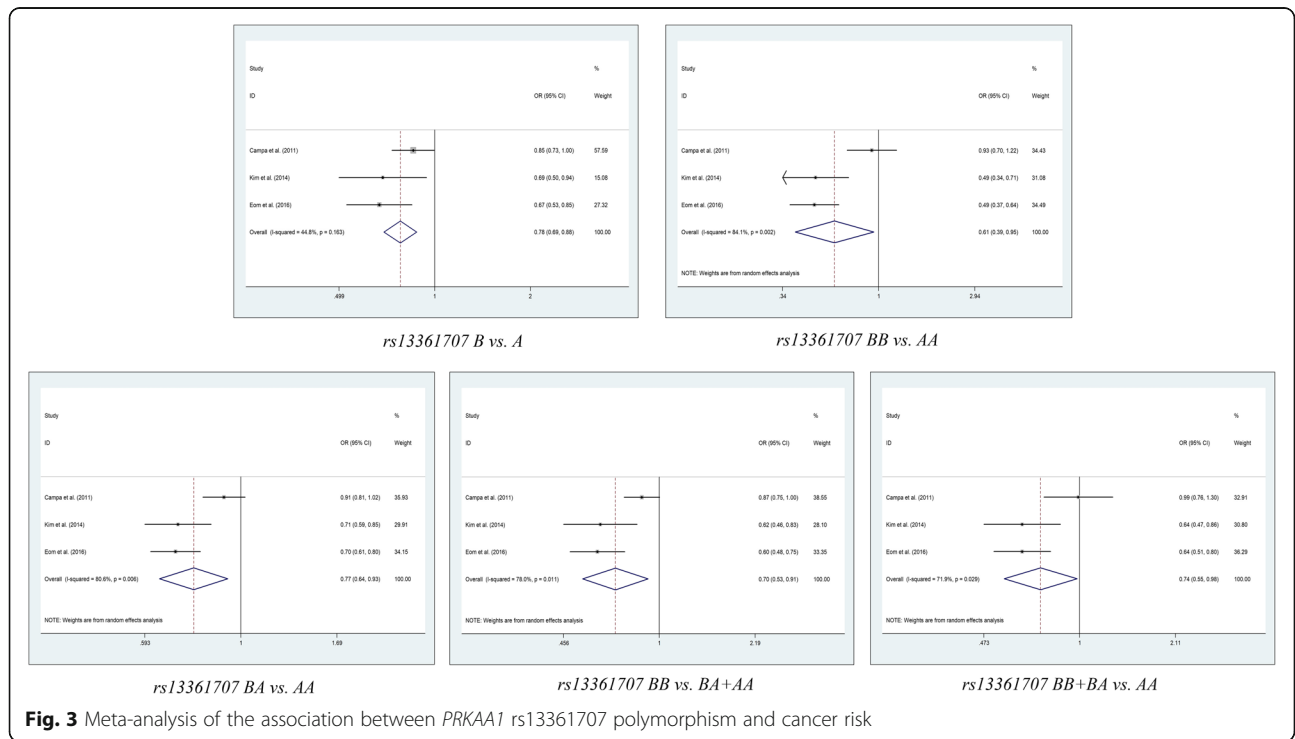 Study %
ID OR (95% CI) Weight
Campa et al. (2011) 0.85 (0.73, 1.00) 57.59
Kim et al. (2014) 0.69 (0.50, 0.94) 15.08
Eom et al. (2016) 0.67 (0.53, 0.85) 27.32
Overall (I-squared = 44.8%, p = 0.163) 0.78 (0.69, 0.88) 100.00
.499 1 2
rs13361707 B vs. A
Study %
ID OR (95% CI) Weight
Campa et al. (2011) 0.93 (0.70, 1.22) 34.43
Kim et al. (2014) 0.49 (0.34, 0.71) 31.08
Eom et al. (2016) 0.49 (0.37, 0.64) 34.49
Overall (I-squared = 84.1%, p = 0.002) 0.61 (0.39, 0.95) 100.00
NOTE: Weights are from random effects analysis
.34 1 2.94
rs13361707 BB vs. AA
Study %
ID OR (95% CI) Weight
Campa et al. (2011) 0.91 (0.81, 1.02) 35.93
Kim et al. (2014) 0.71 (0.59, 0.85) 29.91
Eom et al. (2016) 0.70 (0.61, 0.80) 34.15
Overall (I-squared = 80.6%, p = 0.006) 0.77 (0.64, 0.93) 100.00
NOTE: Weights are from random effects analysis
.593 1 1.69
rs13361707 BA vs. AA
Study %
ID OR (95% CI) Weight
Campa et al. (2011) 0.87 (0.75, 1.00) 38.55
Kim et al. (2014) 0.62 (0.46, 0.83) 28.10
Eom et al. (2016) 0.60 (0.48, 0.75) 33.35
Overall (I-squared = 78.0%, p = 0.011) 0.70 (0.53, 0.91) 100.00
NOTE: Weights are from random effects analysis
.456 1 2.19
rs13361707 BB vs. BA+AA
Study %
ID OR (95% CI) Weight
Campa et al. (2011) 0.99 (0.76, 1.30) 32.91
Kim et al. (2014) 0.64 (0.47, 0.86) 30.80
Eom et al. (2016) 0.64 (0.51, 0.80) 36.29
Overall (I-squared = 71.9%, p = 0.029) 0.74 (0.55, 0.98) 100.00
NOTE: Weights are from random effects analysis
.473 1 2.11
rs13361707 BB+BA vs. AA
Fig. 3 Meta-analysis of the association between PRKAA1 rs13361707 polymorphism and cancer risk